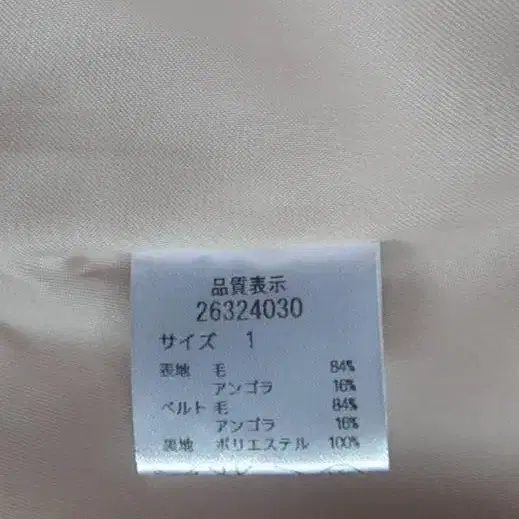 品質表示
26324030
サイズ 1
表地 毛 84%
アンゴラ 16%
ベルト 毛 84%
アンゴラ 16%
裏地 ポリエステル 100%